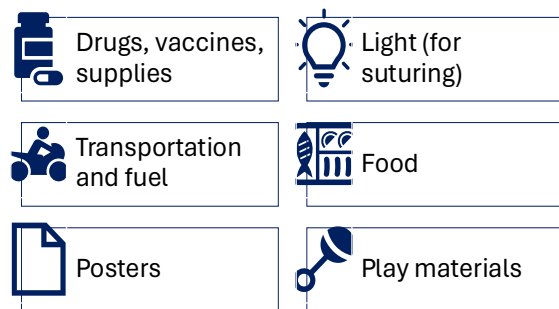 Drugs, vaccines,
supplies
Light (for
suturing)
Transportation
and fuel
Food
Posters
Play materials